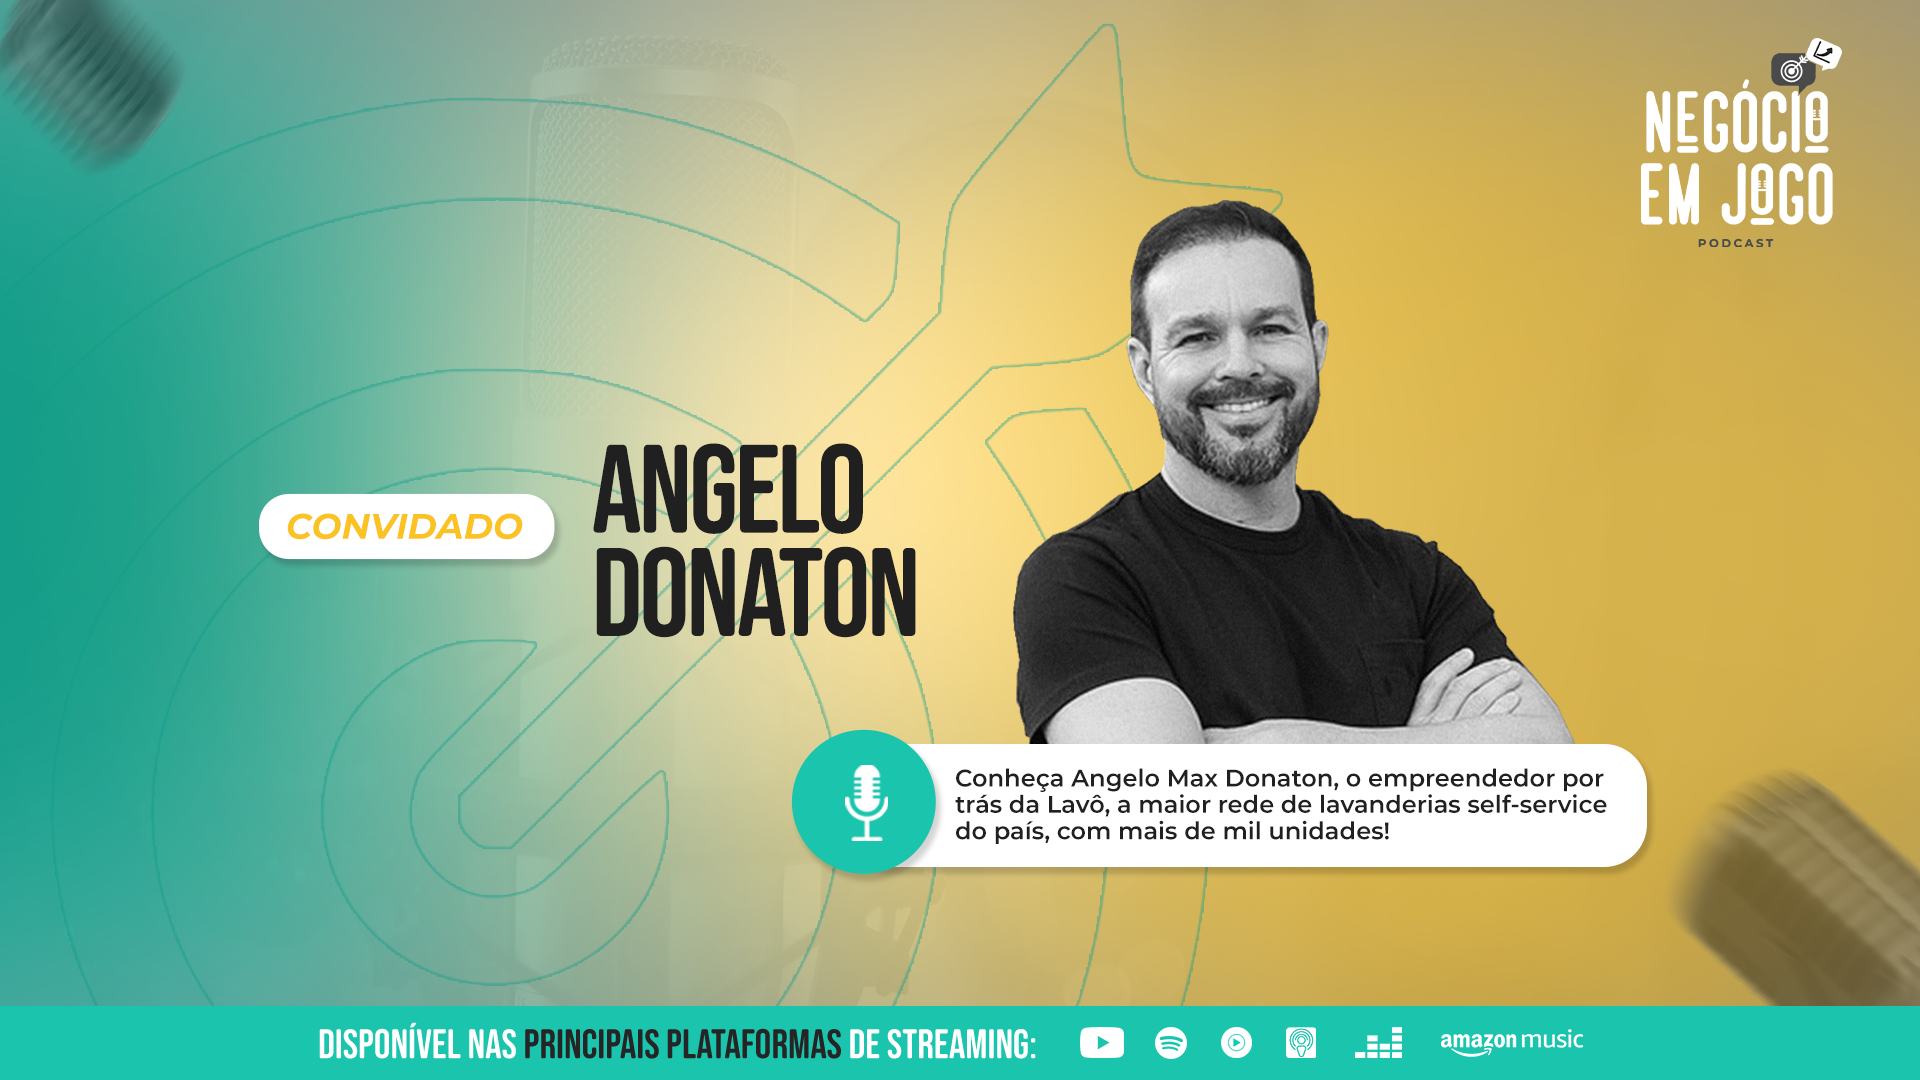 NEGÓCIO
EM JOGO
PODCAST
CONVIDADO
ANGELO
DONATON
Conheça Angelo Max Donaton, o empreendedor por
trás da Lavô, a maior rede de lavanderias self-service
do país, com mais de mil unidades!
DISPONÍVEL NAS PRINCIPAIS PLATAFORMAS DE STREAMING:
amazon music